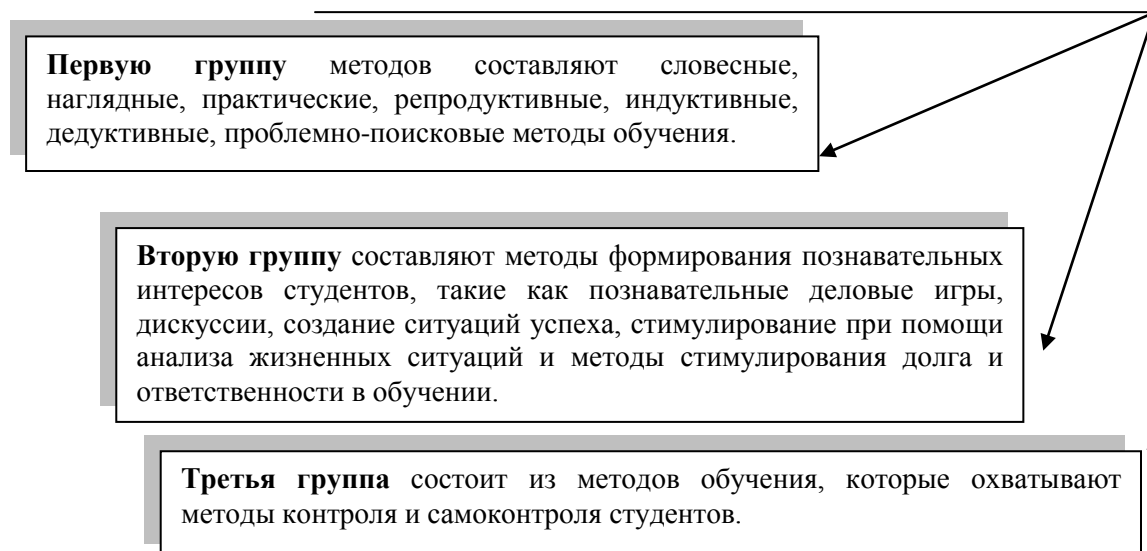 Первую группу методов составляют словесные,
наглядные, практические, репродуктивные, индуктивные,
дедуктивные, проблемно-поисковые методы обучения.
Вторую группу составляют методы формирования познавательных
интересов студентов, такие как познавательные деловые игры,
дискуссии, создание ситуаций успеха, стимулирование при помощи
анализа жизненных ситуаций и методы стимулирования долга и
ответственности в обучении.
Третья группа состоит из методов обучения, которые охватывают
методы контроля и самоконтроля студентов.